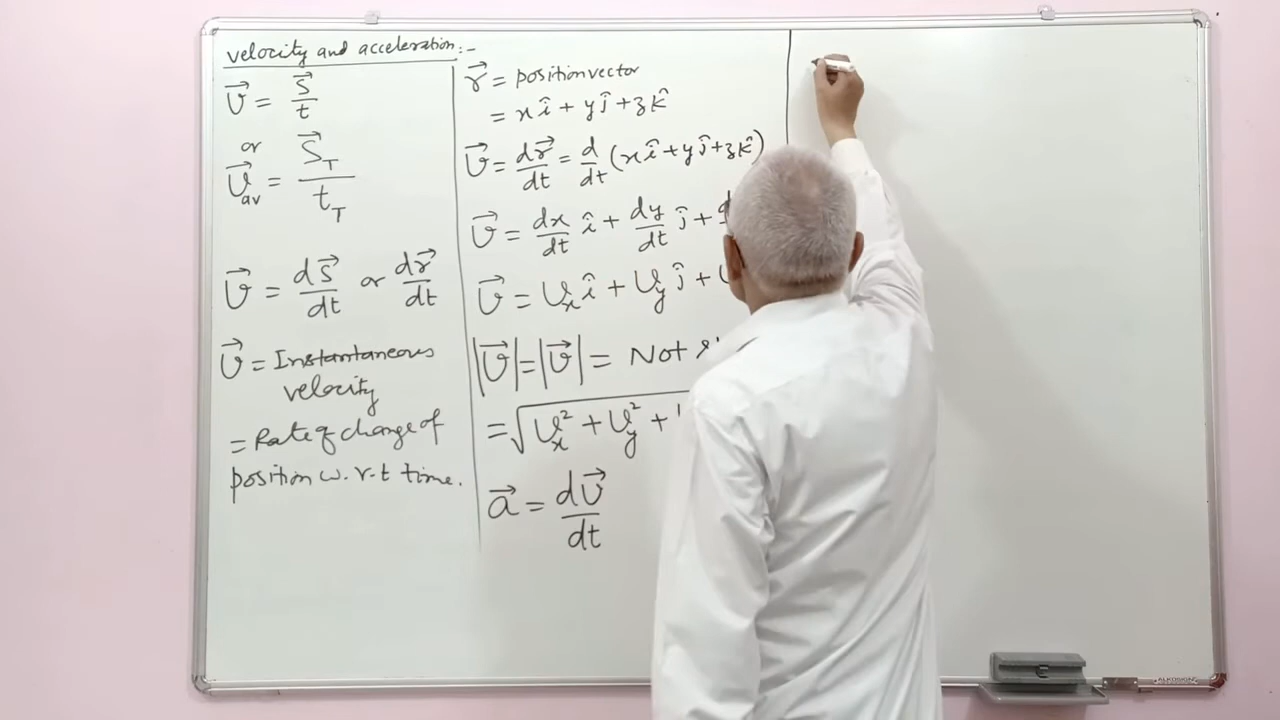 velocity and acceleration:-
v⃗ = s⃗/t
or
v⃗av = s⃗T/tT
v⃗ = ds⃗/dt or dr⃗/dt
v⃗ = Instantaneous
velocity
= Rate of change of
position w.r.t time.
r⃗ = position vector
= xî + yĵ + zk̂
v⃗ = dr⃗/dt = d/dt (xî + yĵ + zk̂)
v⃗ = dx/dt î + dy/dt ĵ +
v⃗ = vx î + vy ĵ +
|v⃗| = |v⃗| = Not
= √vx² + vy² +
a⃗ = dv⃗/dt